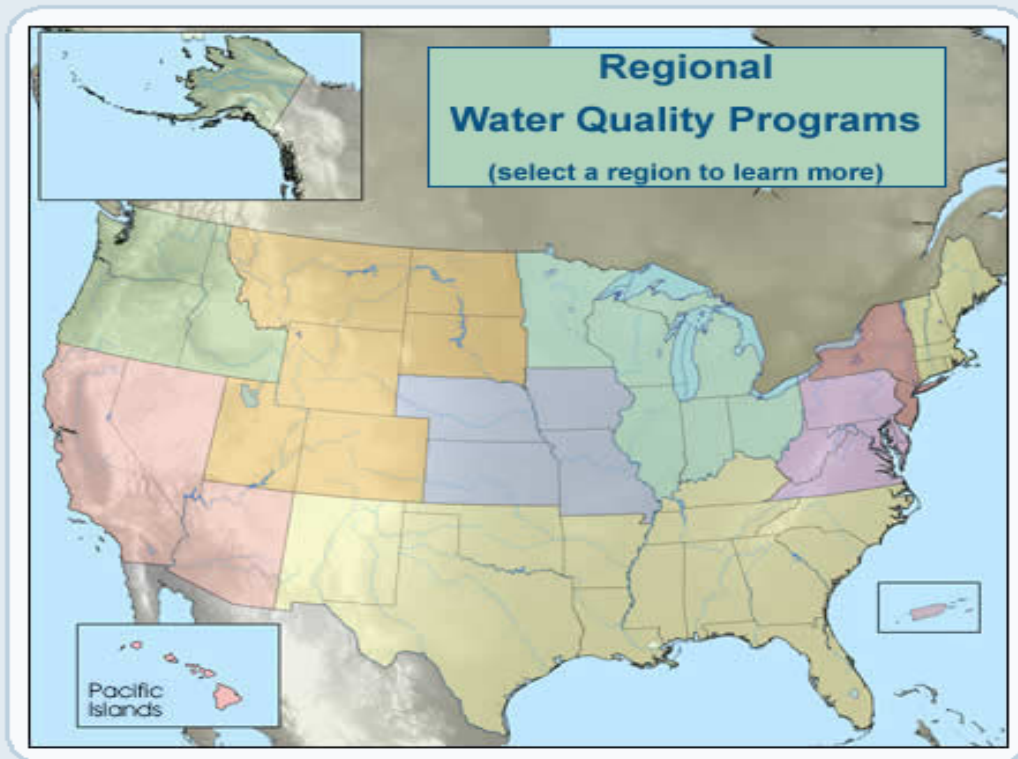 Regional
Water Quality Programs
(select a region to learn more)
Pacific
Islands